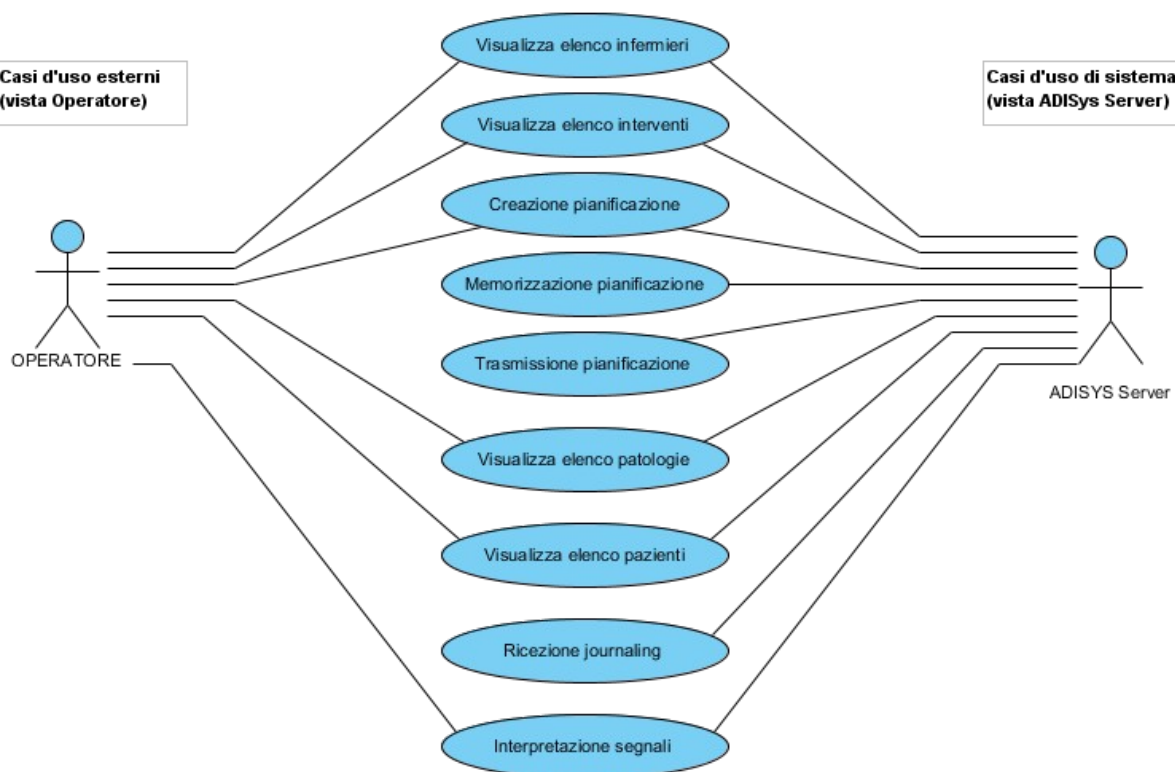 Visualizza elenco infermieri
Casi d'uso esterni
(vista Operatore)
Casi d'uso di sistema
(vista ADISys Server)
Visualizza elenco interventi
Creazione pianificazione
Memorizzazione pianificazione
OPERATORE
Trasmissione pianificazione
ADISYS Server
Visualizza elenco patologie
Visualizza elenco pazienti
Ricezione journaling
Interpretazione segnali